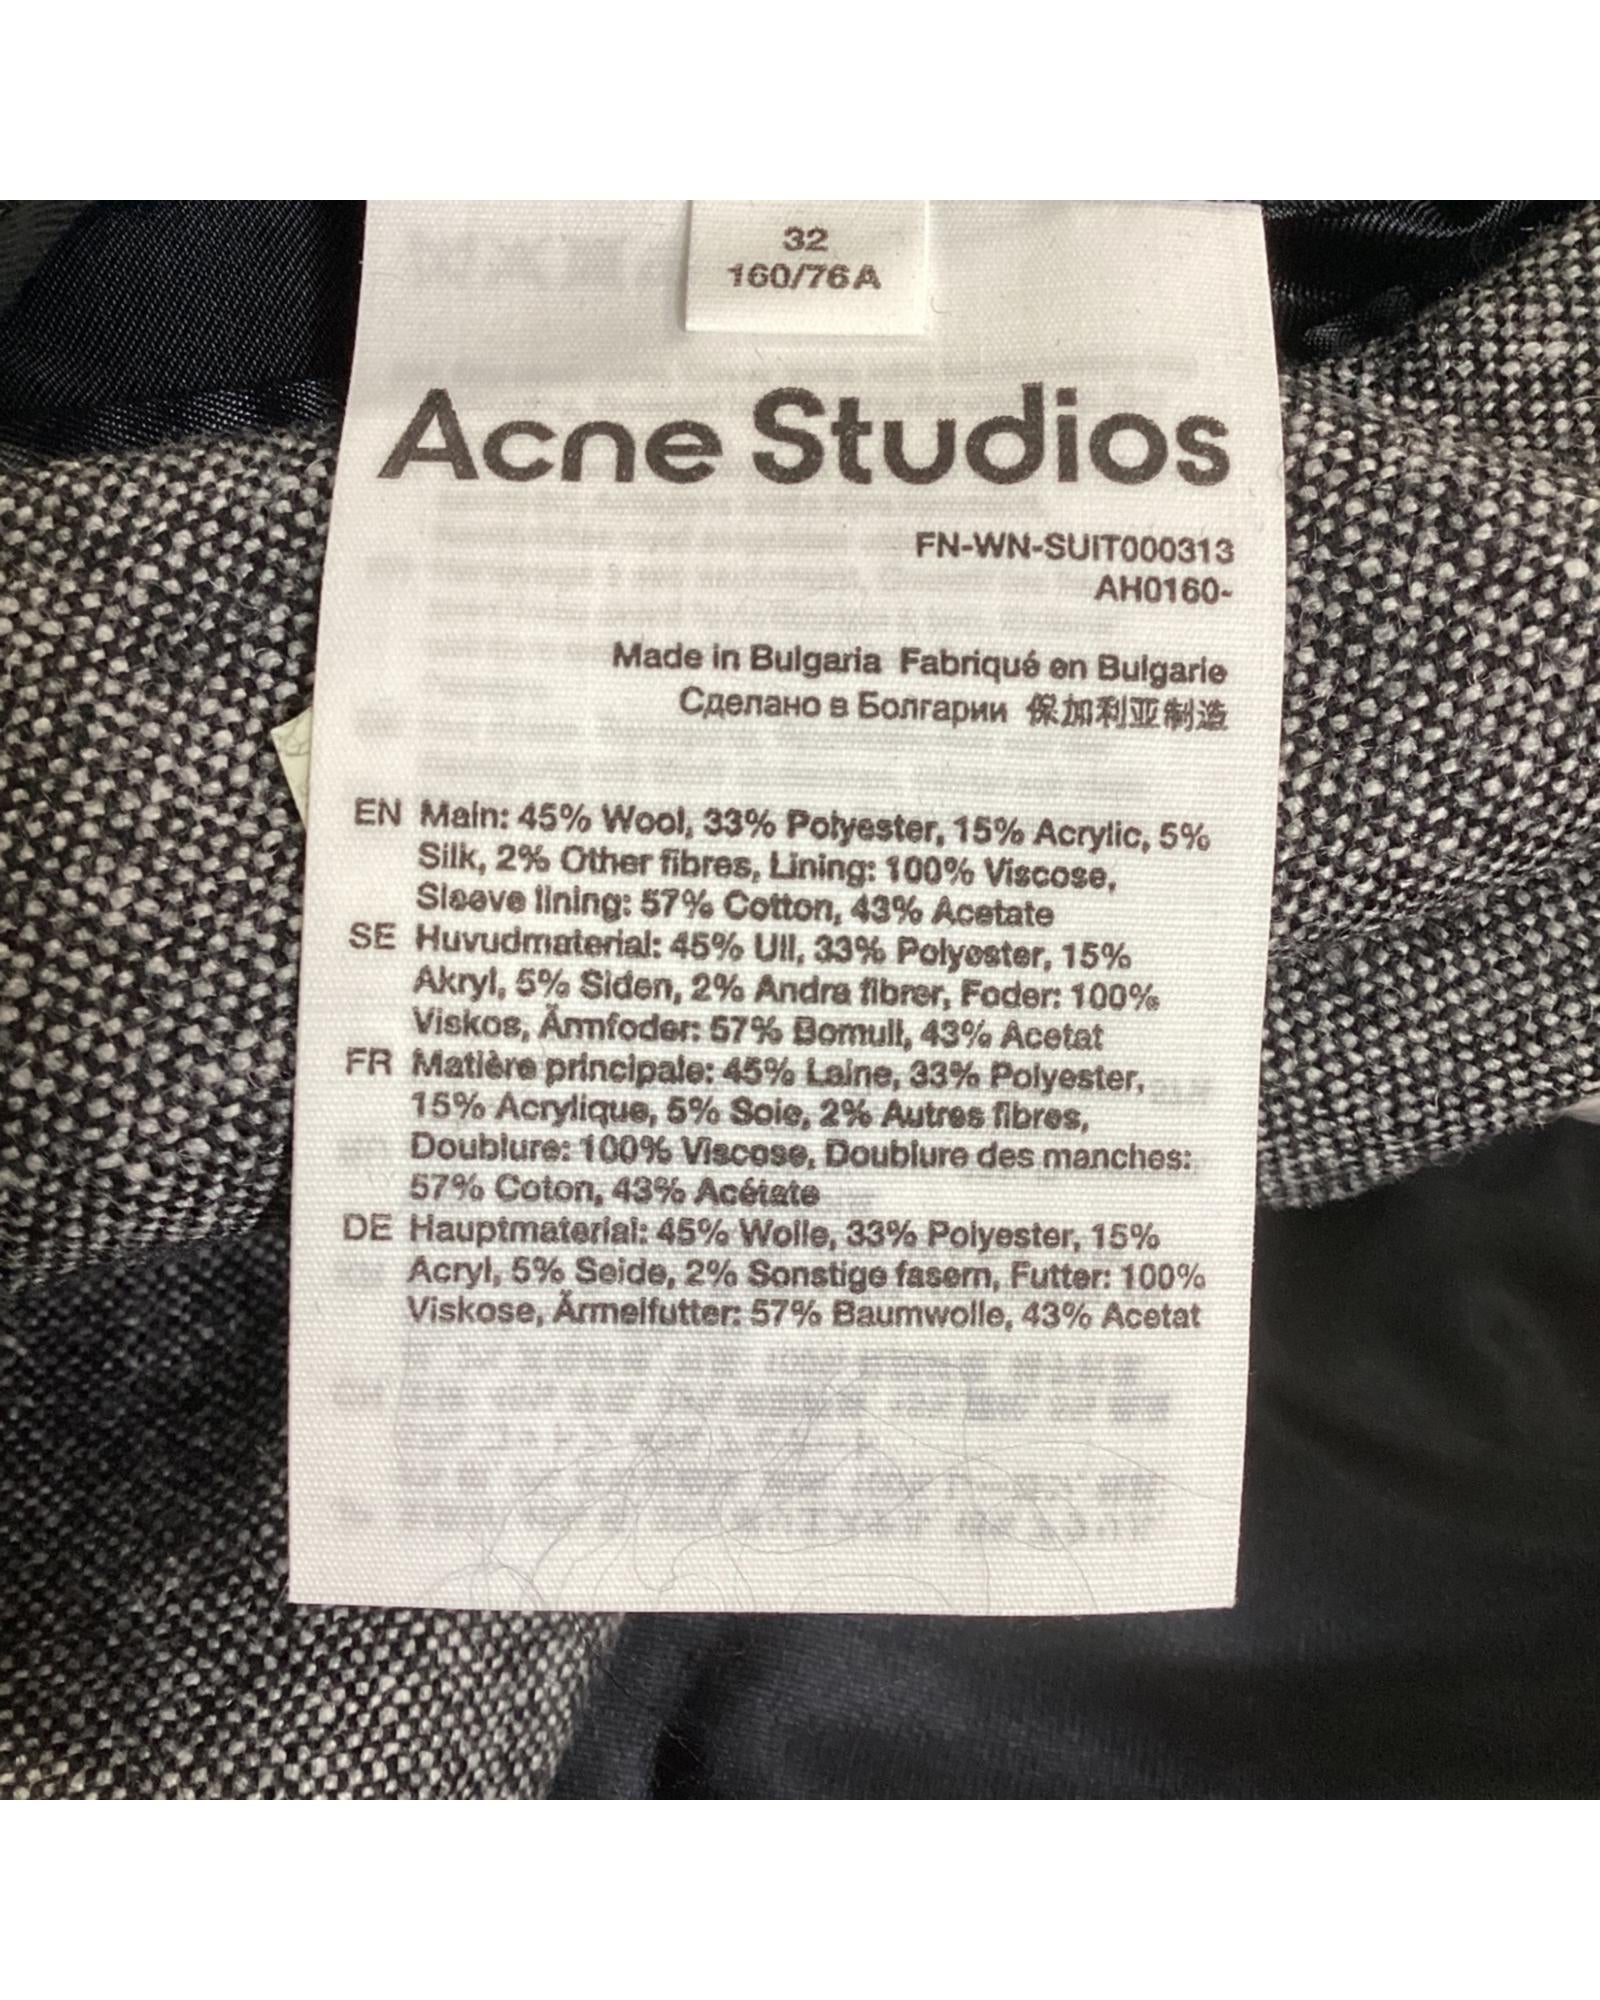 32
160/76A
Acne Studios
FN-WN-SUIT000313
AH0160-
Made in Bulgaria Fabriqué en Bulgarie
Сделано в Болгарии 保加利亚制造
EN Main: 45% Wool, 33% Polyester, 15% Acrylic, 5%
Silk, 2% Other fibres, Lining: 100% Viscose,
Sleeve lining: 57% Cotton, 43% Acetate
SE Huvudmaterial: 45% Ull, 33% Polyester, 15%
Akryl, 5% Siden, 2% Andra fibrer, Foder: 100%
Viskos, Ärmfoder: 57% Bomull, 43% Acetat
FR Matière principale: 45% Laine, 33% Polyester,
15% Acrylique, 5% Soie, 2% Autres fibres,
Doublure: 100% Viscose, Doublure des manches:
57% Coton, 43% Acétate
DE Hauptmaterial: 45% Wolle, 33% Polyester, 15%
Acryl, 5% Seide, 2% Sonstige fasern, Futter: 100%
Viskose, Ärmelfutter: 57% Baumwolle, 43% Acetat